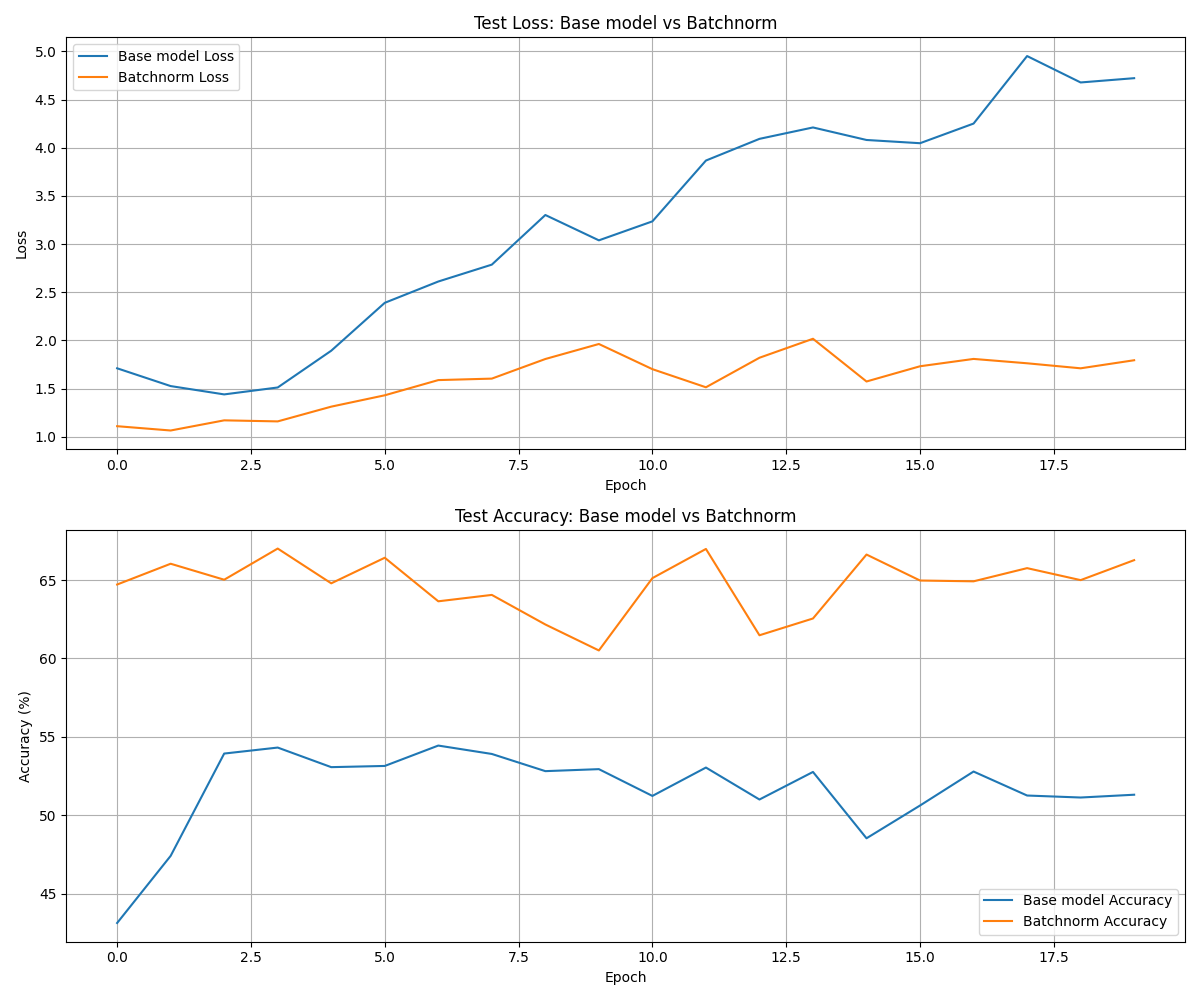 Test Loss: Base model vs Batchnorm
Base model Loss
Batchnorm Loss
5.0
4.5
4.0
3.5
3.0
2.5
2.0
1.5
1.0
Loss
0.0 2.5 5.0 7.5 10.0 12.5 15.0 17.5
Epoch
Test Accuracy: Base model vs Batchnorm
65
60
55
50
45
Accuracy (%)
Base model Accuracy
Batchnorm Accuracy
0.0 2.5 5.0 7.5 10.0 12.5 15.0 17.5
Epoch